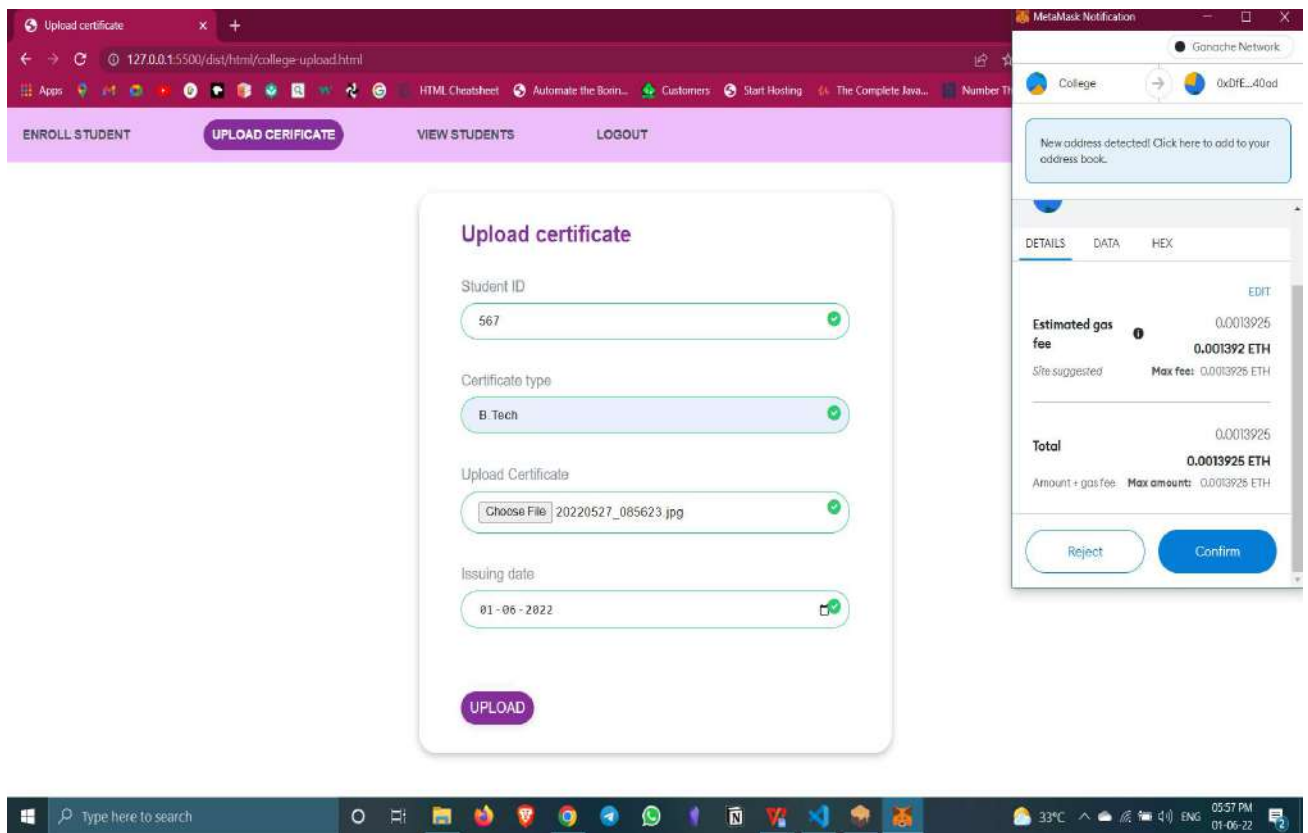 Upload certificate
127.0.0.1:5500/dist/html/college-upload.html
Apps
HTML Cheatsheet
Automate the Borin...
Customers
Start Hosting
The Complete Java...
Number Th
ENROLL STUDENT
UPLOAD CERIFICATE
VIEW STUDENTS
LOGOUT
Upload certificate
Student ID
567
Certificate type
B.Tech
Upload Certificate
Choose File 20220527_085623.jpg
Issuing date
01-06-2022
UPLOAD
MetaMask Notification
Ganache Network
College
0xDfE...40ad
New address detected! Click here to add to your
address book.
DETAILS
DATA
HEX
EDIT
Estimated gas
fee
0.0013925
0.001392 ETH
Site suggested
Max fee: 0.0013925 ETH
Total
0.0013925
0.0013925 ETH
Amount + gas fee
Max amount: 0.0013925 ETH
Reject
Confirm
Type here to search
33°C
ENG
05:57 PM
01-06-22
2